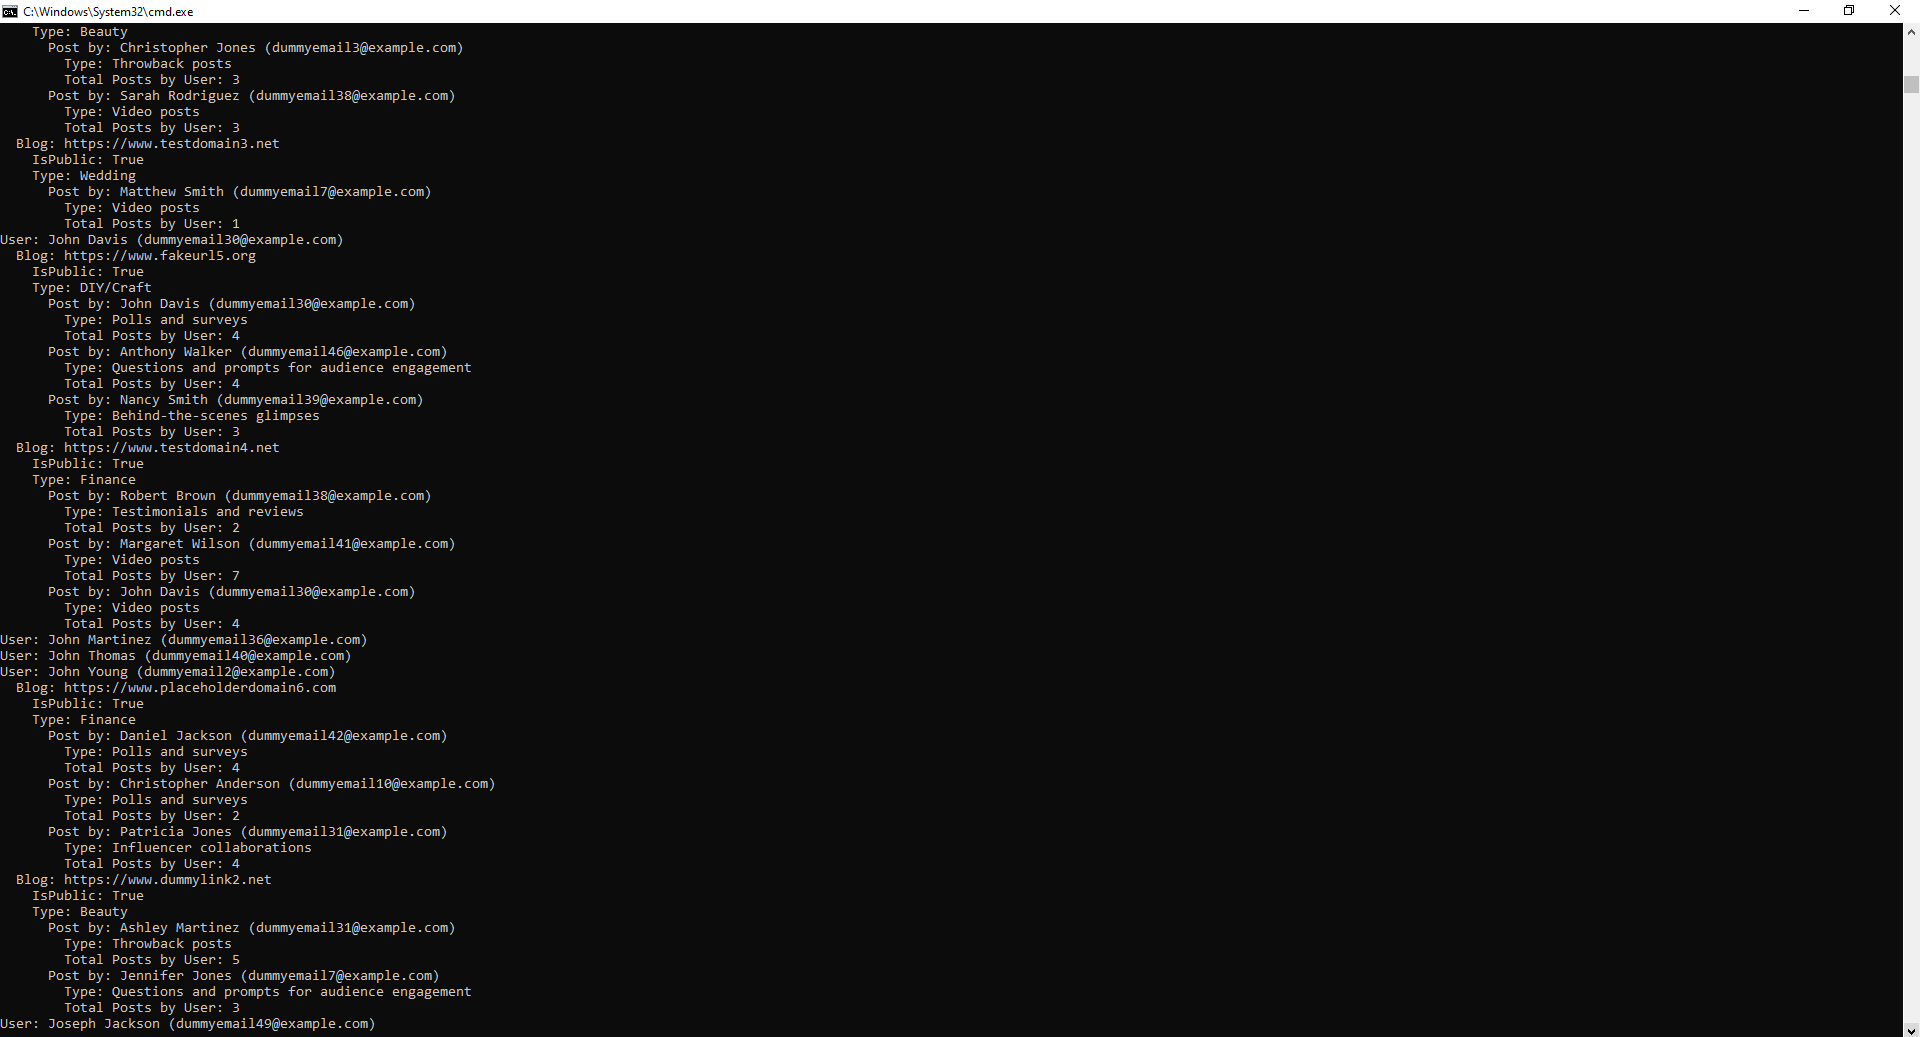 C:\Windows\System32\cmd.exe
    Type: Beauty
      Post by: Christopher Jones (dummyemail3@example.com)
        Type: Throwback posts
        Total Posts by User: 3
      Post by: Sarah Rodriguez (dummyemail38@example.com)
        Type: Video posts
        Total Posts by User: 3
  Blog: https://www.testdomain3.net
    IsPublic: True
    Type: Wedding
      Post by: Matthew Smith (dummyemail7@example.com)
        Type: Video posts
        Total Posts by User: 1
User: John Davis (dummyemail30@example.com)
  Blog: https://www.fakeurl5.org
    IsPublic: True
    Type: DIY/Craft
      Post by: John Davis (dummyemail30@example.com)
        Type: Polls and surveys
        Total Posts by User: 4
      Post by: Anthony Walker (dummyemail46@example.com)
        Type: Questions and prompts for audience engagement
        Total Posts by User: 4
      Post by: Nancy Smith (dummyemail39@example.com)
        Type: Behind-the-scenes glimpses
        Total Posts by User: 3
  Blog: https://www.testdomain4.net
    IsPublic: True
    Type: Finance
      Post by: Robert Brown (dummyemail38@example.com)
        Type: Testimonials and reviews
        Total Posts by User: 2
      Post by: Margaret Wilson (dummyemail41@example.com)
        Type: Video posts
        Total Posts by User: 7
      Post by: John Davis (dummyemail30@example.com)
        Type: Video posts
        Total Posts by User: 4
User: John Martinez (dummyemail36@example.com)
User: John Thomas (dummyemail40@example.com)
User: John Young (dummyemail2@example.com)
  Blog: https://www.placeholderdomain6.com
    IsPublic: True
    Type: Finance
      Post by: Daniel Jackson (dummyemail42@example.com)
        Type: Polls and surveys
        Total Posts by User: 4
      Post by: Christopher Anderson (dummyemail10@example.com)
        Type: Polls and surveys
        Total Posts by User: 2
      Post by: Patricia Jones (dummyemail31@example.com)
        Type: Influencer collaborations
        Total Posts by User: 4
  Blog: https://www.dummylink2.net
    IsPublic: True
    Type: Beauty
      Post by: Ashley Martinez (dummyemail31@example.com)
        Type: Throwback posts
        Total Posts by User: 5
      Post by: Jennifer Jones (dummyemail7@example.com)
        Type: Questions and prompts for audience engagement
        Total Posts by User: 3
User: Joseph Jackson (dummyemail49@example.com)